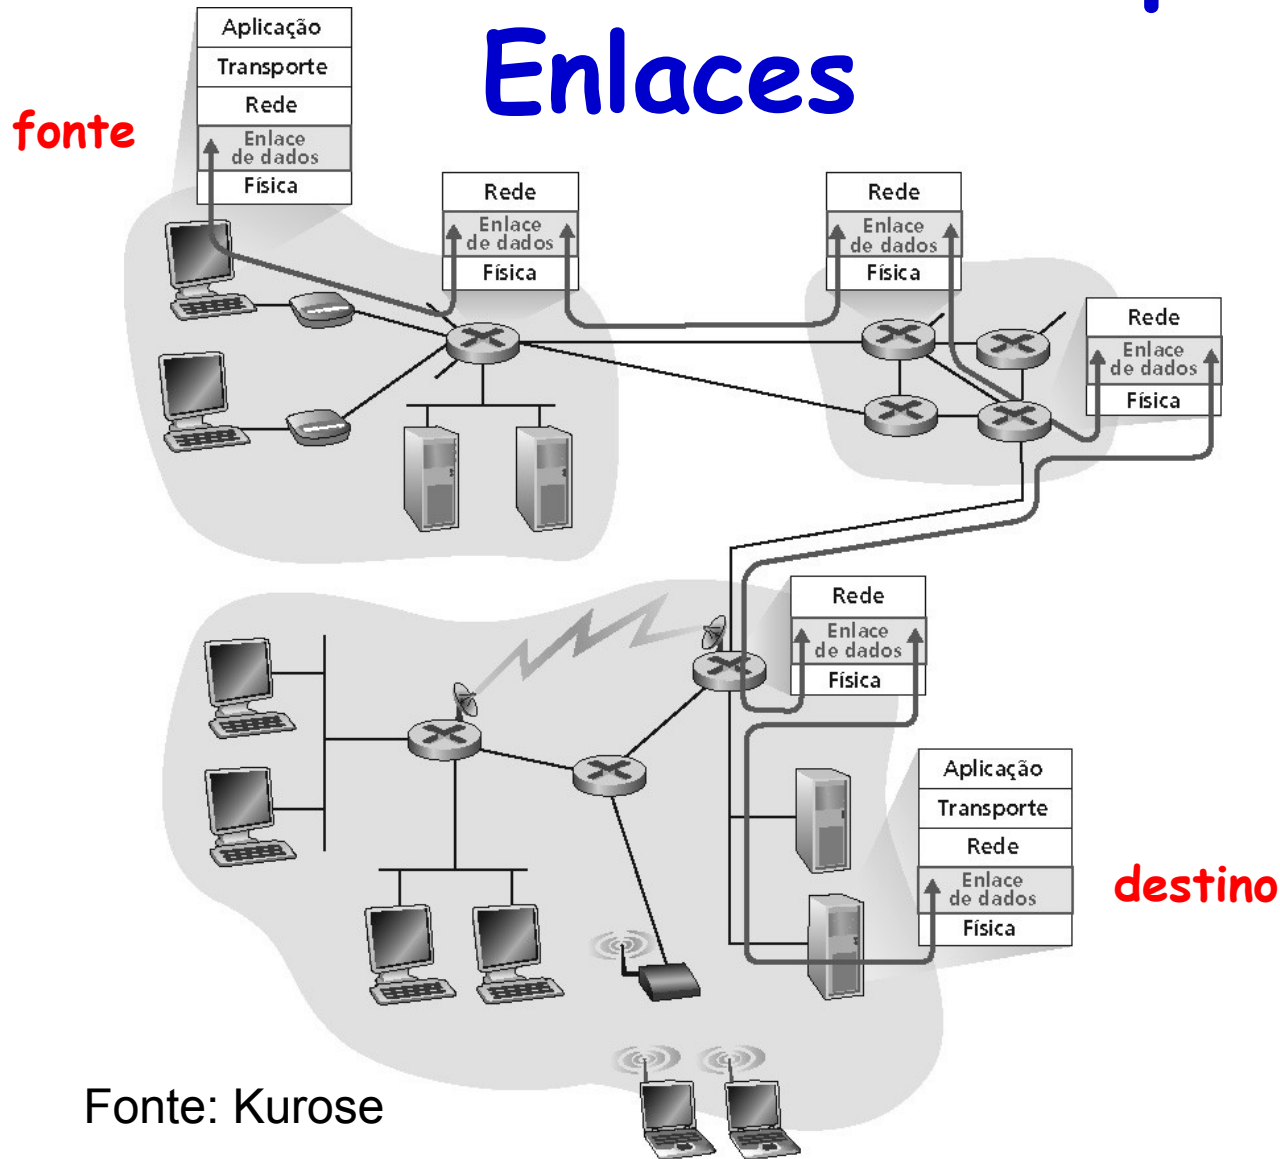 Enlaces
Aplicação
Transporte
Rede
Enlace
de dados
Física
fonte
Rede
Enlace
de dados
Física
Rede
Enlace
de dados
Física
Rede
Enlace
de dados
Física
Rede
Enlace
de dados
Física
Aplicação
Transporte
Rede
Enlace
de dados
Física
destino
Fonte: Kurose